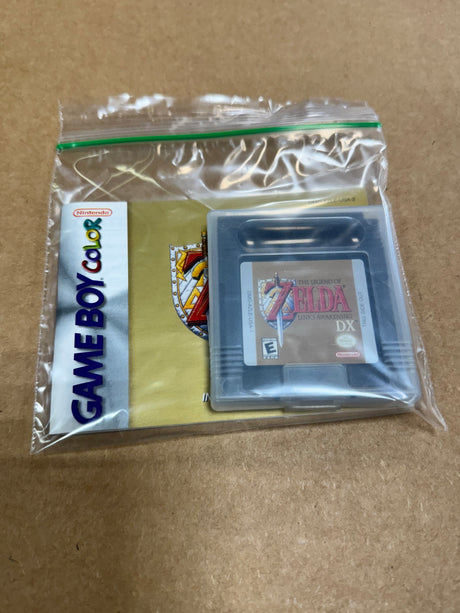 Nintendo
GAME BOY COLOR
THE LEGEND OF
ZELDA
LINK'S AWAKENING
DX
E
Nintendo